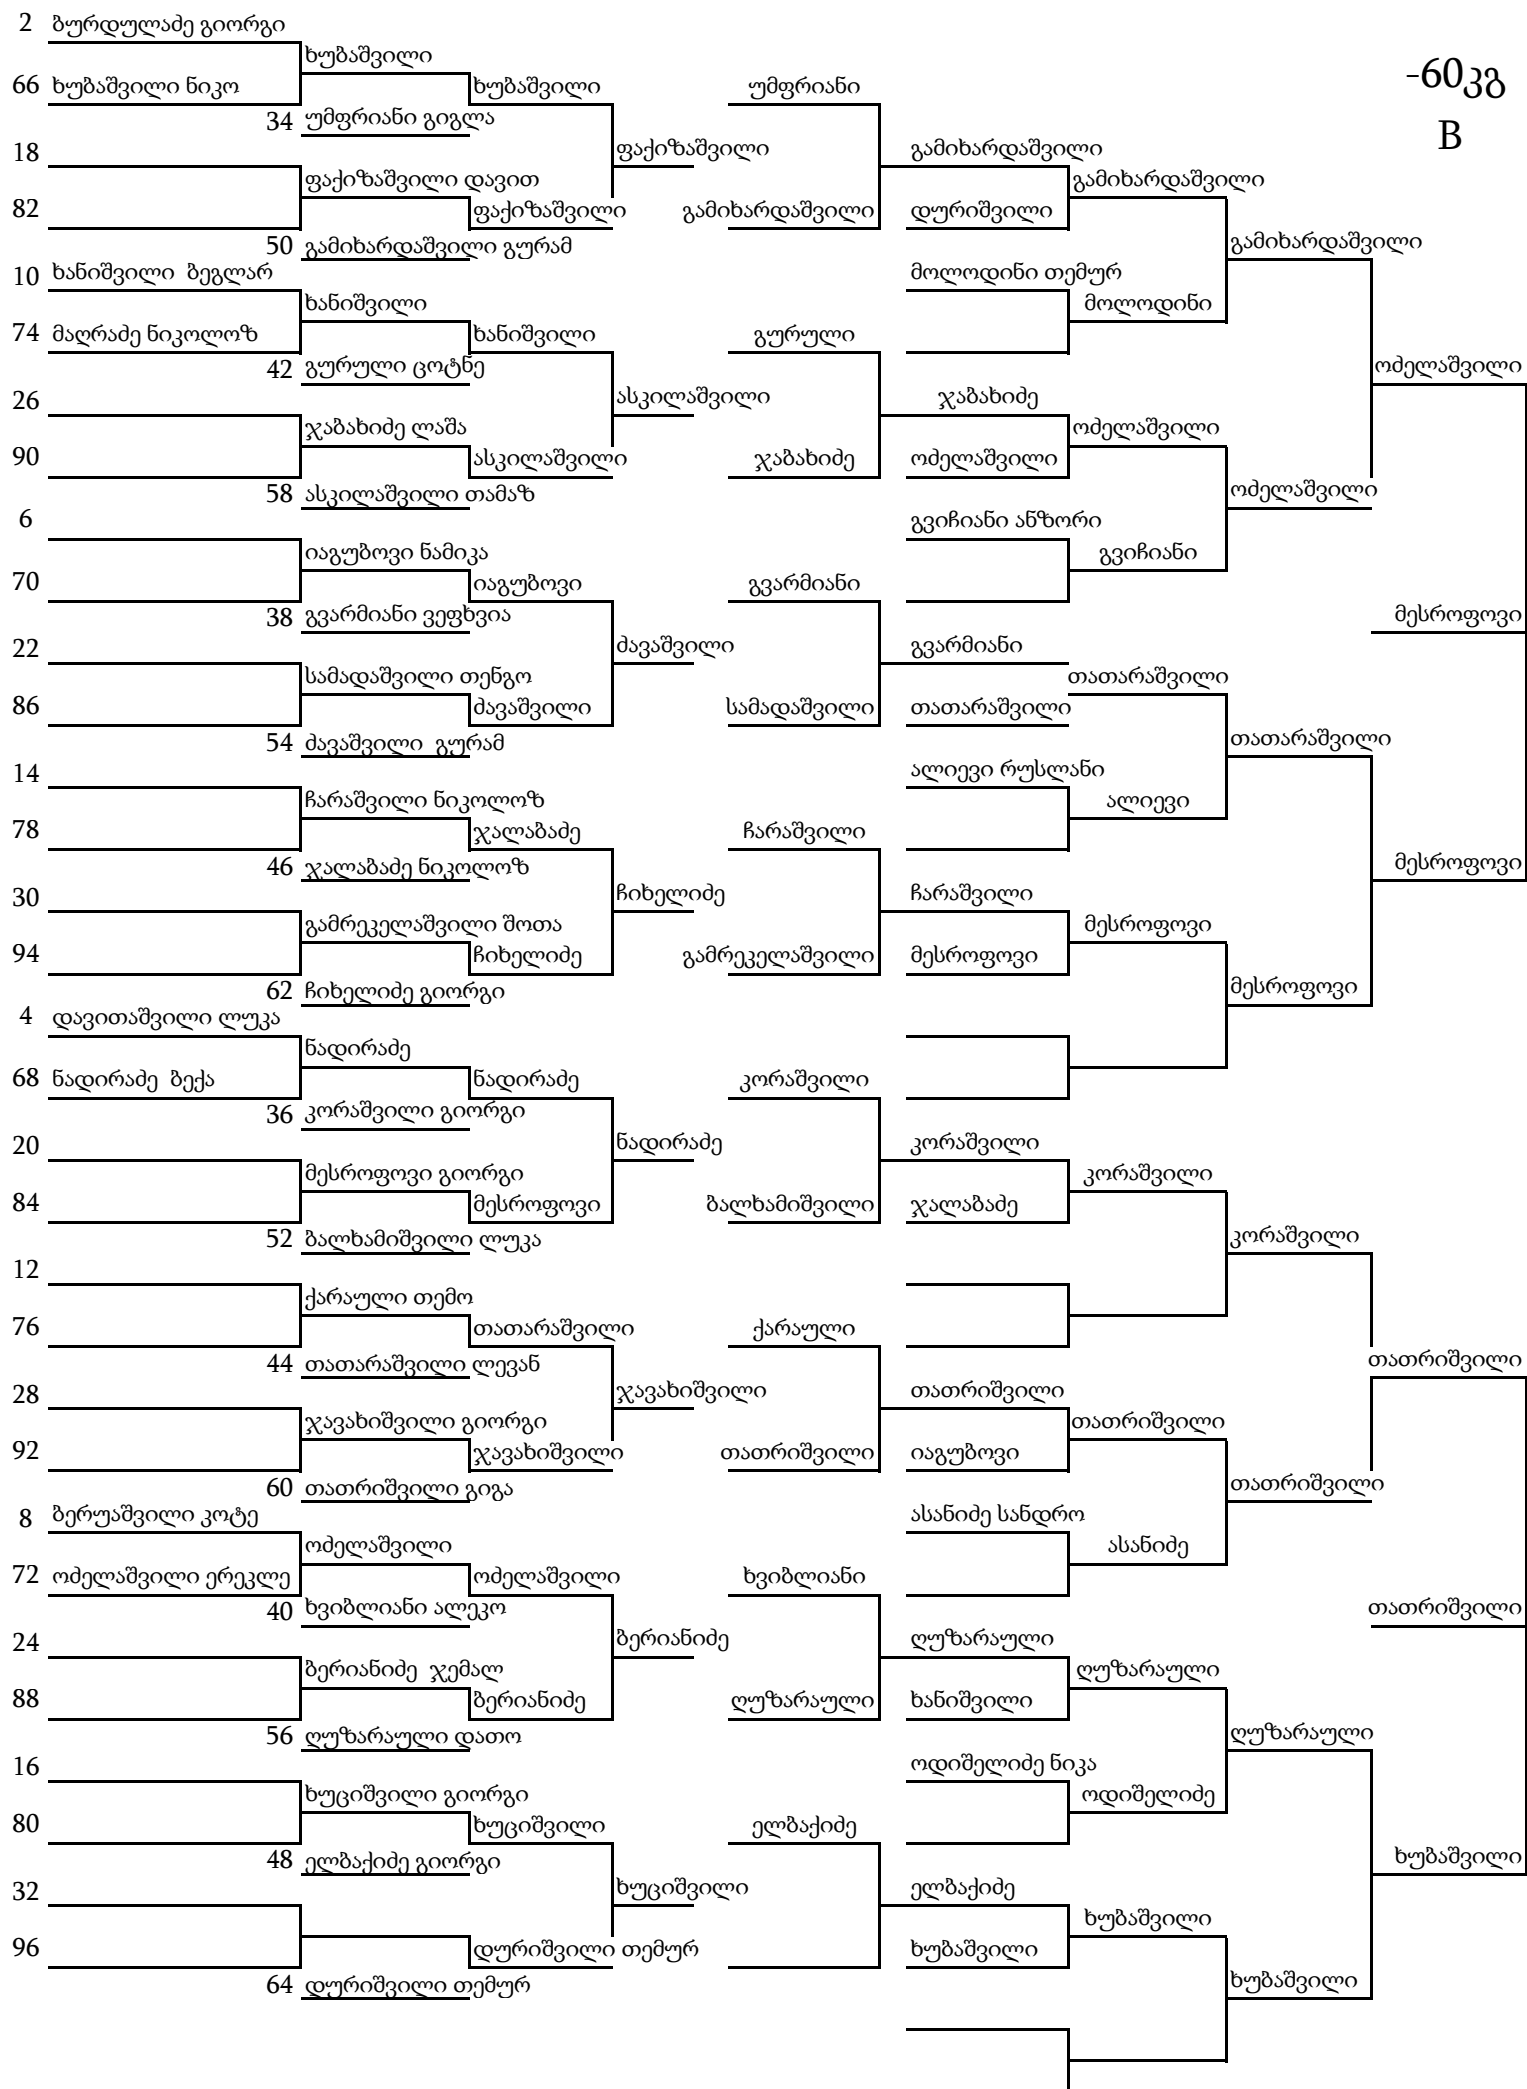 2 ბურდულაძე გიორგი
ხუბაშვილი
66 ხუბაშვილი ნიკო
ხუბაშვილი
უმფრიანი
-60კგ
34 უმფრიანი გიგლა
B
18
ფაქიზაშვილი
გამიხარდაშვილი
ფაქიზაშვილი დავით
გამიხარდაშვილი
82
ფაქიზაშვილი
გამიხარდაშვილი
დურიშვილი
50 გამიხარდაშვილი გურამ
გამიხარდაშვილი
10 ხანიშვილი ბეგლარ
მოლოდინი თემურ
ხანიშვილი
მოლოდინი
74 მაღრაძე ნიკოლოზ
ხანიშვილი
გურული
42 გურული ცოტნე
ოძელაშვილი
26
ასკილაშვილი
ჯაბახიძე
ჯაბახიძე ლაშა
ოძელაშვილი
90
ასკილაშვილი
ჯაბახიძე
ოძელაშვილი
58 ასკილაშვილი თამაზ
ოძელაშვილი
6
გვიჩიანი ანზორი
იაგუბოვი ნამიკა
გვიჩიანი
70
იაგუბოვი
გვარმიანი
38 გვარმიანი ვეფხვია
მესროფოვი
22
ძავაშვილი
გვარმიანი
სამადაშვილი თენგო
თათარაშვილი
86
ძავაშვილი
სამადაშვილი
თათარაშვილი
54 ძავაშვილი გურამ
თათარაშვილი
14
ალიევი რუსლანი
ჩარაშვილი ნიკოლოზ
ალიევი
78
ჯალაბაძე
ჩარაშვილი
46 ჯალაბაძე ნიკოლოზ
მესროფოვი
30
ჩიხელიძე
ჩარაშვილი
გამრეკელაშვილი შოთა
მესროფოვი
94
ჩიხელიძე
გამრეკელაშვილი
მესროფოვი
62 ჩიხელიძე გიორგი
მესროფოვი
4 დავითაშვილი ლუკა
ნადირაძე
68 ნადირაძე ბექა
ნადირაძე
კორაშვილი
36 კორაშვილი გიორგი
20
ნადირაძე
კორაშვილი
მესროფოვი გიორგი
კორაშვილი
84
მესროფოვი
ბალხამიშვილი
ჯალაბაძე
52 ბალხამიშვილი ლუკა
კორაშვილი
12
ქარაული თემო
76
თათარაშვილი
ქარაული
44 თათარაშვილი ლევან
თათრიშვილი
28
ჯავახიშვილი
თათრიშვილი
ჯავახიშვილი გიორგი
თათრიშვილი
92
ჯავახიშვილი
თათრიშვილი
იაგუბოვი
60 თათრიშვილი გიგა
თათრიშვილი
8 ბერუაშვილი კოტე
ასანიძე სანდრო
ოძელაშვილი
ასანიძე
72 ოძელაშვილი ერეკლე
ოძელაშვილი
ხვიბლიანი
40 ხვიბლიანი ალეკო
თათრიშვილი
24
ბერიანიძე
ღუზარაული
ბერიანიძე ჯემალ
ღუზარაული
88
ბერიანიძე
ღუზარაული
ხანიშვილი
56 ღუზარაული დათო
ღუზარაული
16
ოდიშელიძე ნიკა
ხუციშვილი გიორგი
ოდიშელიძე
80
ხუციშვილი
ელბაქიძე
48 ელბაქიძე გიორგი
ხუბაშვილი
32
ხუციშვილი
ელბაქიძე
ხუბაშვილი
96
დურიშვილი თემურ
ხუბაშვილი
64 დურიშვილი თემურ
ხუბაშვილი